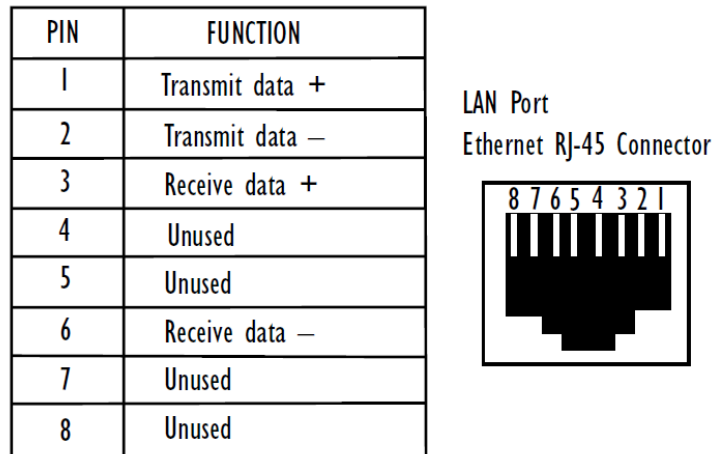 PIN FUNCTION
1 Transmit data +
2 Transmit data –
3 Receive data +
4 Unused
5 Unused
6 Receive data –
7 Unused
8 Unused
LAN Port
Ethernet RJ-45 Connector
8 7 6 5 4 3 2 1